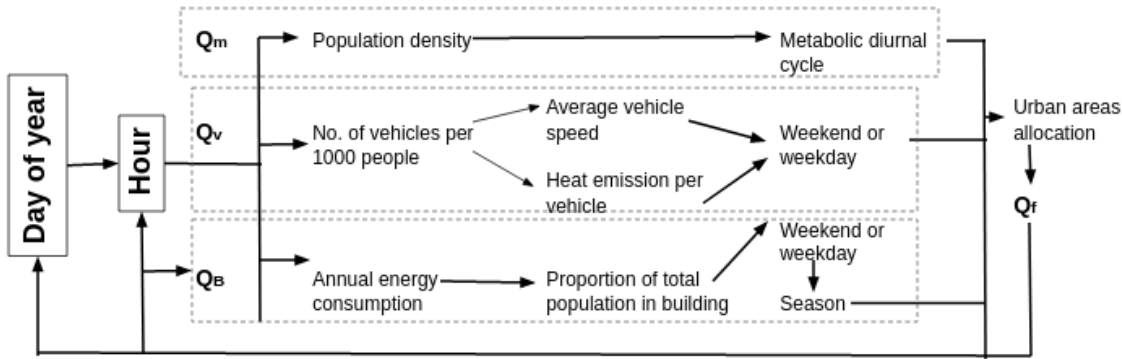 Day of year
Hour
Qm
Population density
Metabolic diurnal
cycle
Qv
No. of vehicles per
1000 people
Average vehicle
speed
Heat emission per
vehicle
Weekend or
weekday
QB
Annual energy
consumption
Proportion of total
population in building
Weekend or
weekday
Season
Urban areas
allocation
Qf